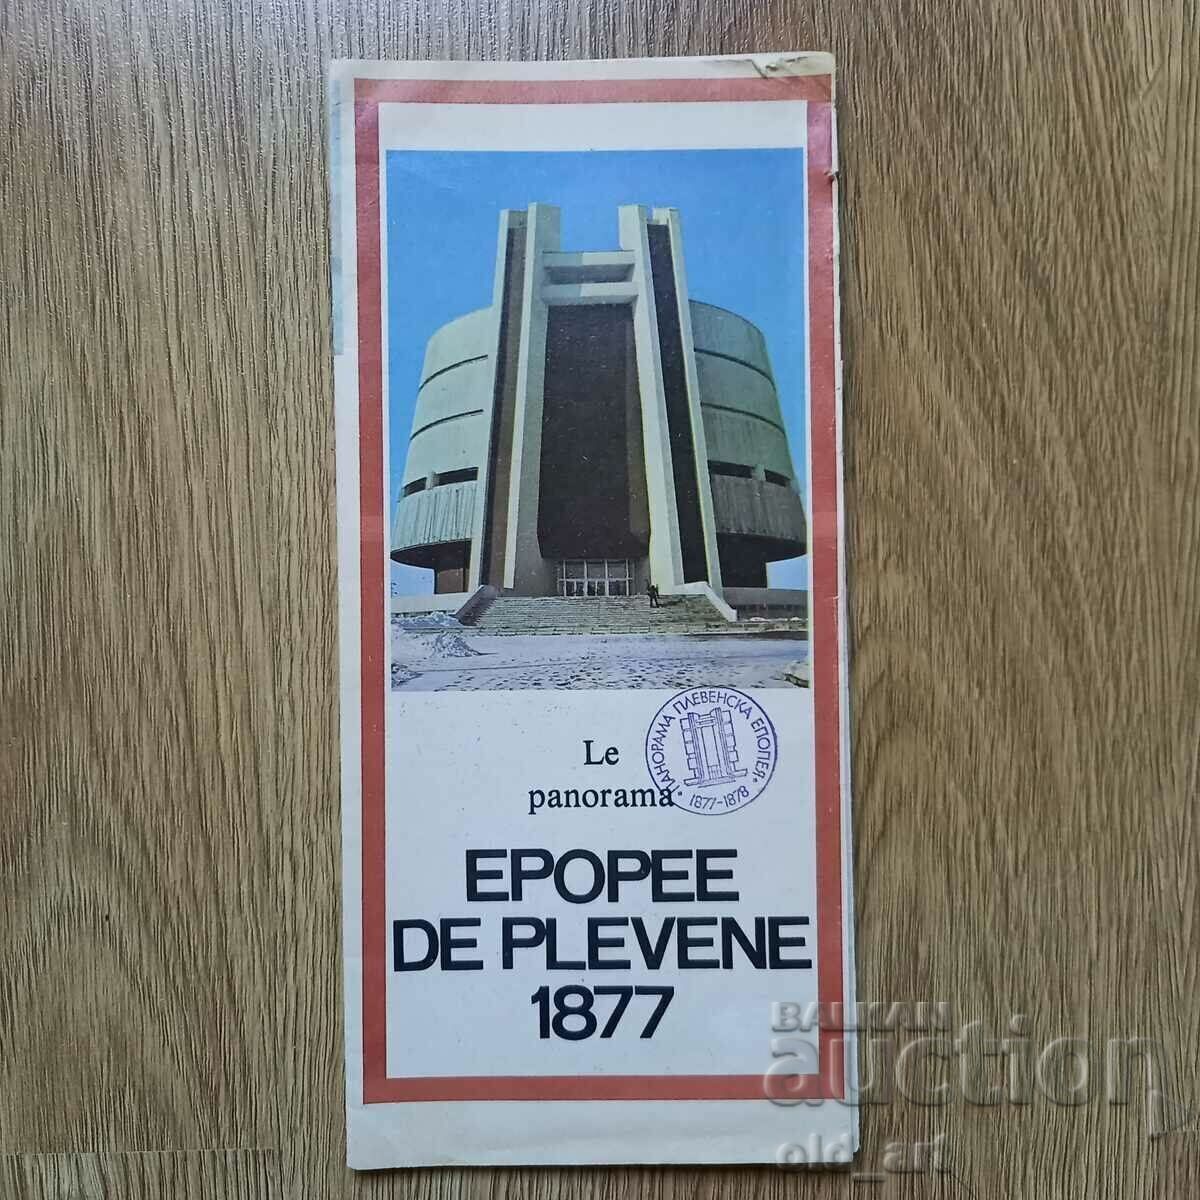 ПАНОРАМА ПЛЕВЕНСКА ЕПОПЕЯ
1877-1878
Le
panorama
EPOPEE
DE PLEVENE
1877
BALKAN
auction
old_art